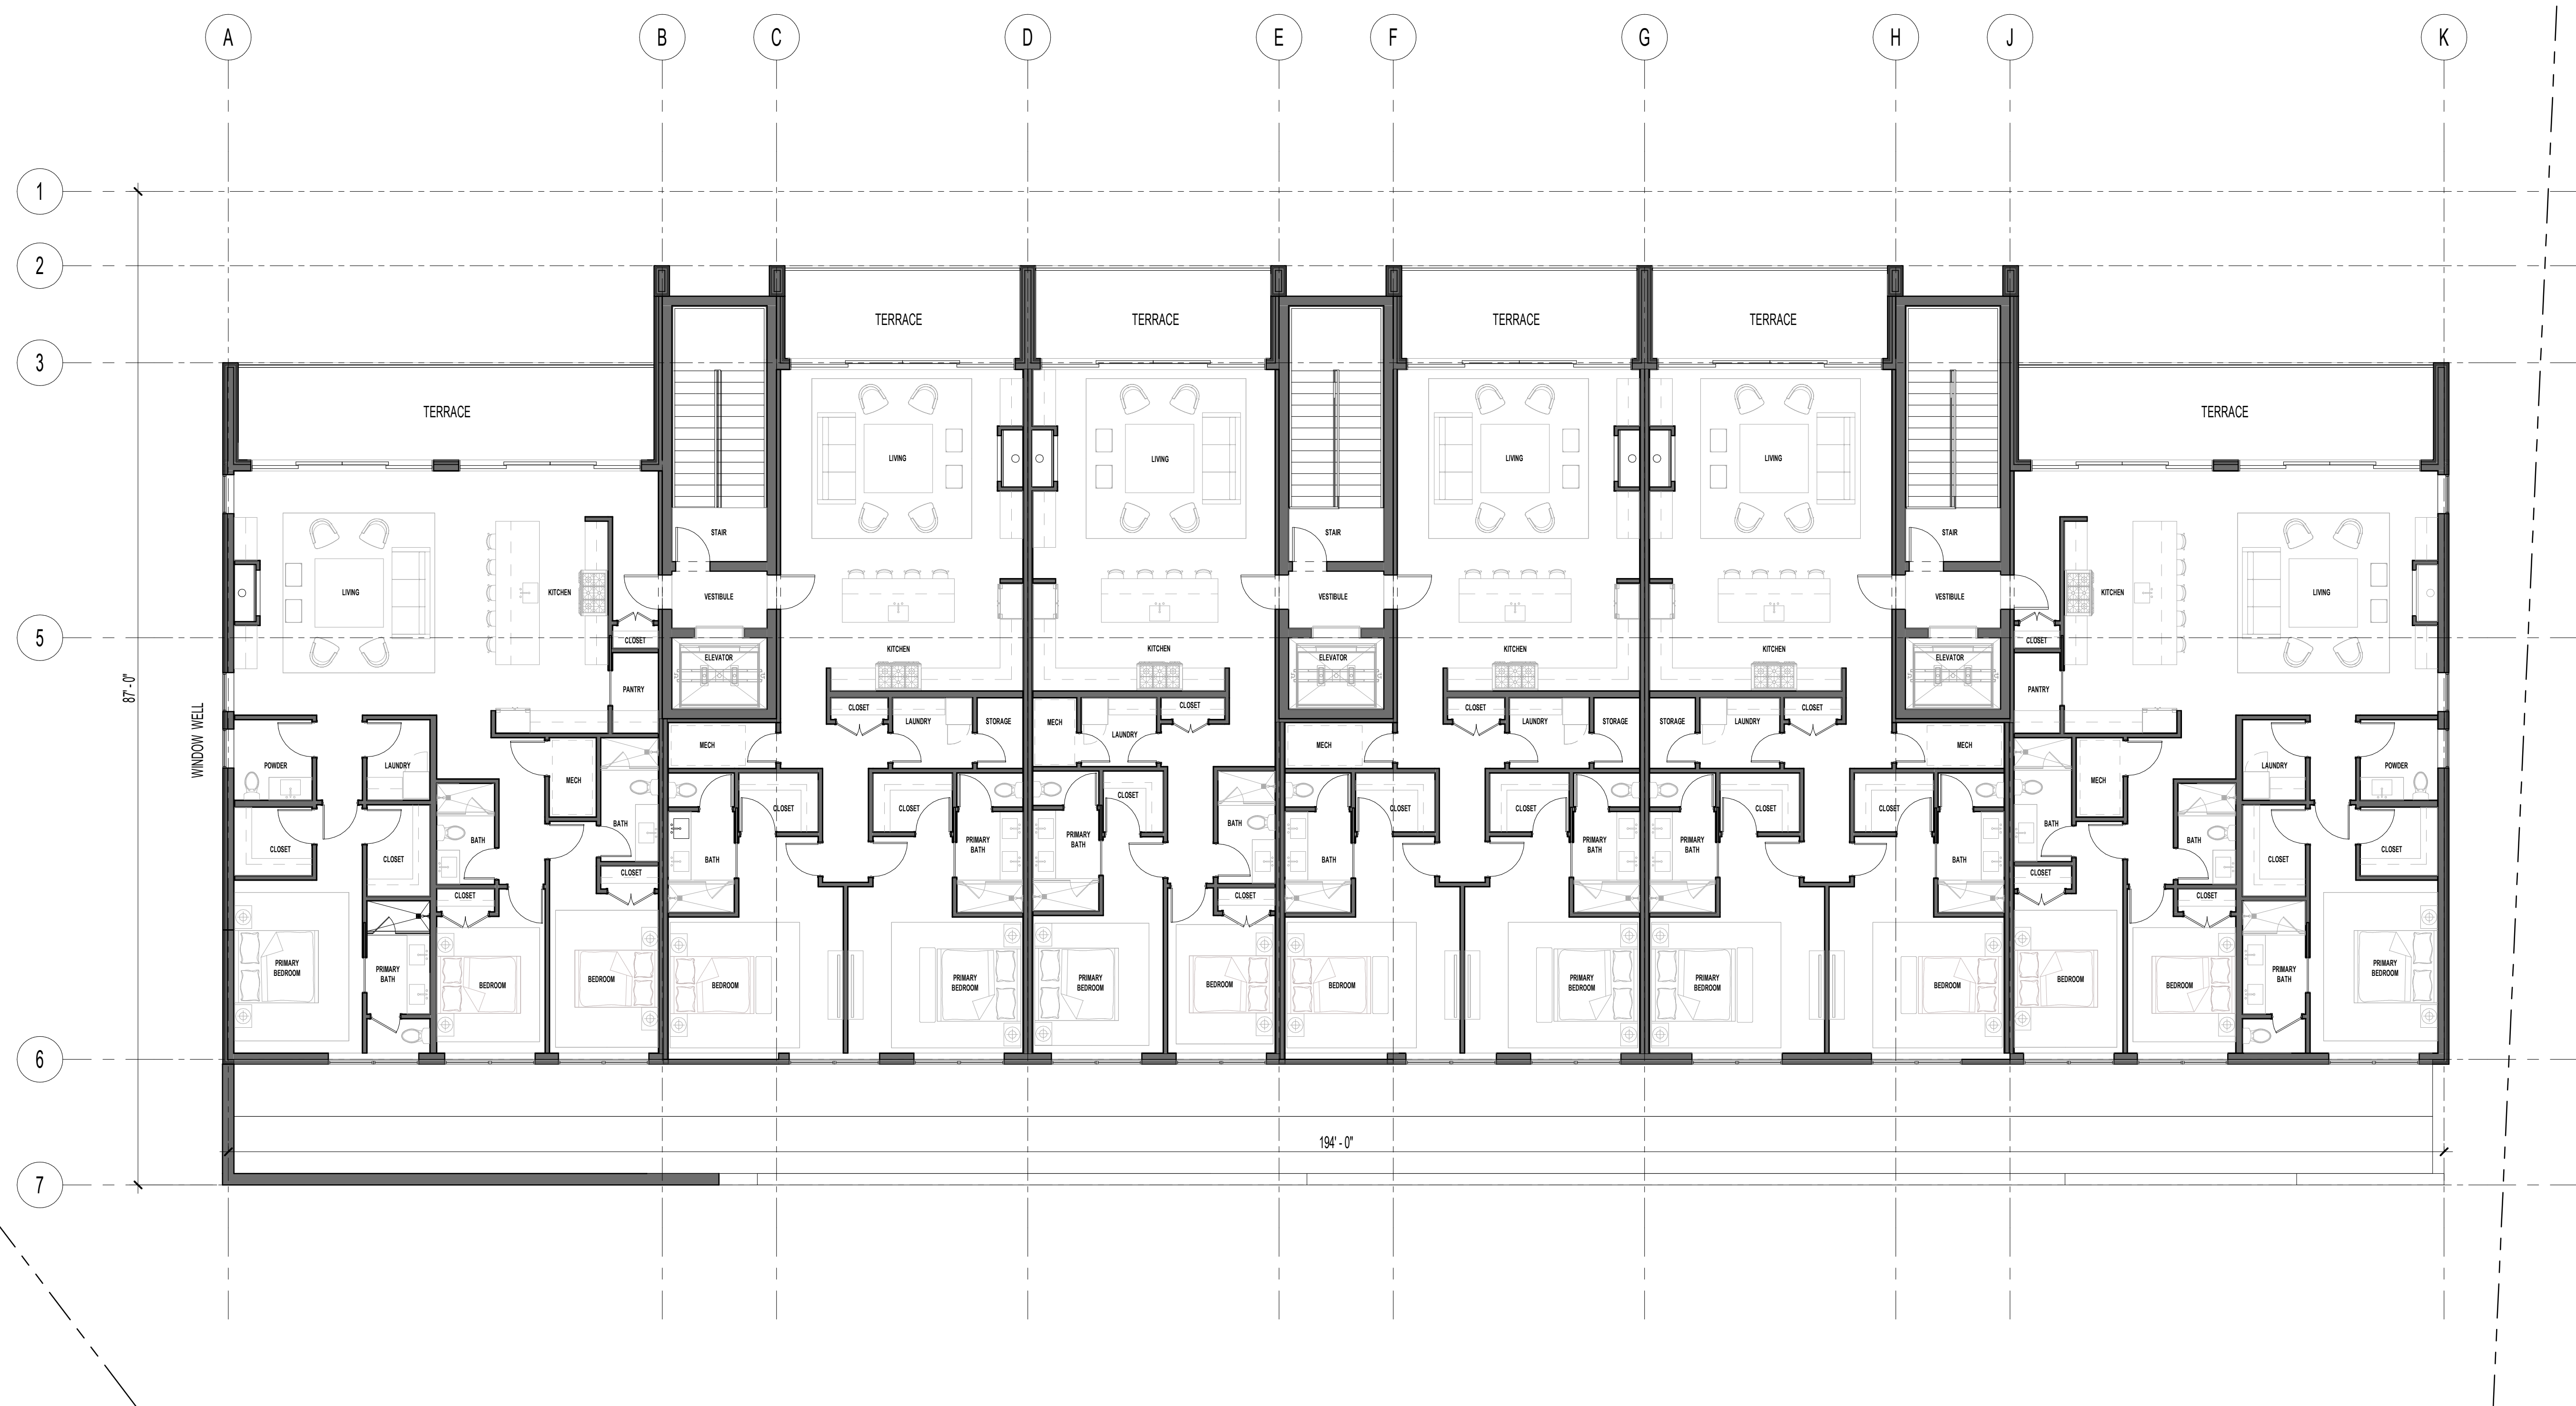 A
B
C
D
E
F
G
H
J
K
1
2
3
5
6
7
87' - 0"
194' - 0"
WINDOW WELL
TERRACE
TERRACE
TERRACE
TERRACE
TERRACE
TERRACE
LIVING
LIVING
LIVING
LIVING
STAIR
STAIR
STAIR
LIVING
KITCHEN
VESTIBULE
VESTIBULE
VESTIBULE
KITCHEN
LIVING
CLOSET
CLOSET
KITCHEN
KITCHEN
KITCHEN
KITCHEN
ELEVATOR
ELEVATOR
ELEVATOR
PANTRY
PANTRY
CLOSET
LAUNDRY
STORAGE
MECH
LAUNDRY
CLOSET
CLOSET
LAUNDRY
STORAGE
STORAGE
LAUNDRY
CLOSET
MECH
MECH
MECH
POWDER
LAUNDRY
MECH
MECH
LAUNDRY
POWDER
CLOSET
CLOSET
BATH
BATH
CLOSET
CLOSET
CLOSET
BATH
CLOSET
CLOSET
CLOSET
CLOSET
BATH
BATH
CLOSET
CLOSET
BATH
PRIMARY
BATH
PRIMARY
BATH
BATH
PRIMARY
BATH
PRIMARY
BATH
BATH
CLOSET
CLOSET
CLOSET
CLOSET
CLOSET
PRIMARY
BEDROOM
PRIMARY
BATH
BEDROOM
BEDROOM
BEDROOM
PRIMARY
BEDROOM
PRIMARY
BEDROOM
BEDROOM
BEDROOM
PRIMARY
BEDROOM
PRIMARY
BEDROOM
BEDROOM
BEDROOM
BEDROOM
PRIMARY
BATH
PRIMARY
BEDROOM